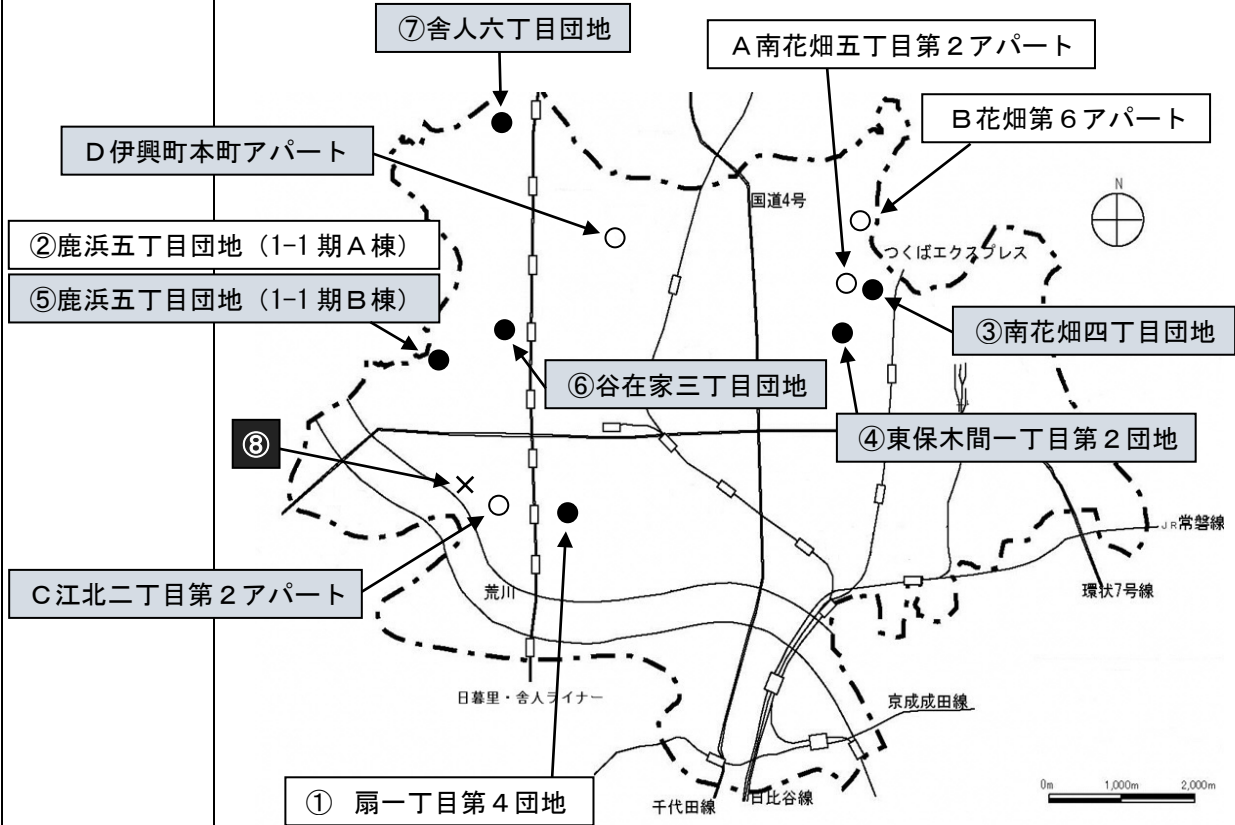 ⑦舎人六丁目団地
A南花畑五丁目第２アパート
B花畑第６アパート
D伊興町本町アパート
N
国道4号
②鹿浜五丁目団地（1-1 期A棟）
つくばエクスプレス
⑤鹿浜五丁目団地（1-1 期B棟）
③南花畑四丁目団地
⑥谷在家三丁目団地
④東保木間一丁目第２団地
⑧
JR常磐線
C江北二丁目第２アパート
荒川
環状7号線
日暮里・舎人ライナー
京成成田線
① 扇一丁目第４団地
千代田線
日比谷線
0m 1,000m 2,000m